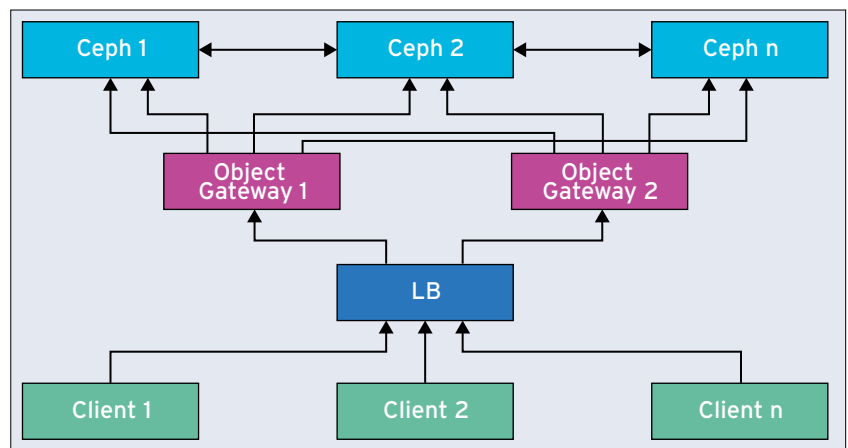 Ceph 1
Ceph 2
Ceph n
Object
Gateway 1
Object
Gateway 2
LB
Client 1
Client 2
Client n